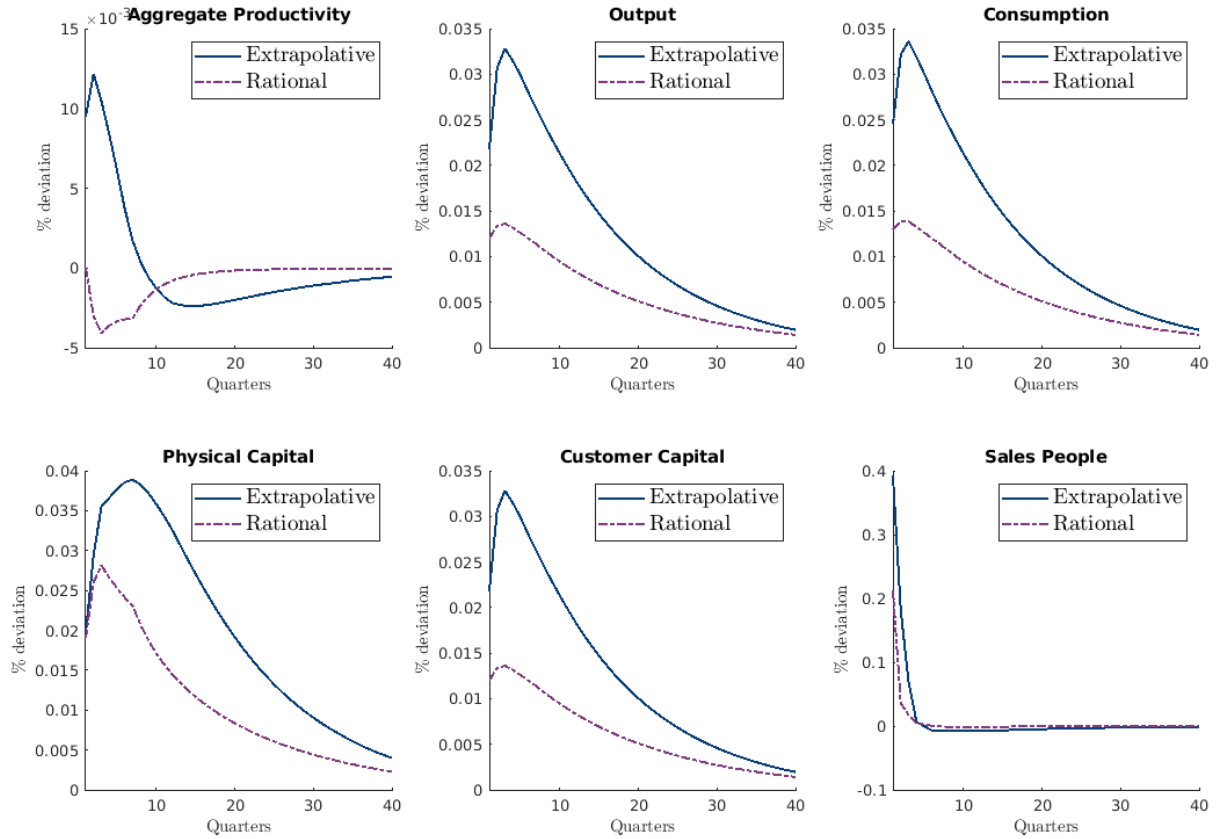 Aggregate Productivity
×10⁻³
15
10
5
0
-5
% deviation
Extrapolative
Rational
10
20
30
40
Quarters
Output
0.035
0.03
0.025
0.02
0.015
0.01
0.005
0
% deviation
Extrapolative
Rational
10
20
30
40
Quarters
Consumption
0.035
0.03
0.025
0.02
0.015
0.01
0.005
0
% deviation
Extrapolative
Rational
10
20
30
40
Quarters
Physical Capital
0.04
0.035
0.03
0.025
0.02
0.015
0.01
0.005
0
% deviation
Extrapolative
Rational
10
20
30
40
Quarters
Customer Capital
0.035
0.03
0.025
0.02
0.015
0.01
0.005
0
% deviation
Extrapolative
Rational
10
20
30
40
Quarters
Sales People
0.4
0.3
0.2
0.1
0
-0.1
% deviation
Extrapolative
Rational
10
20
30
40
Quarters